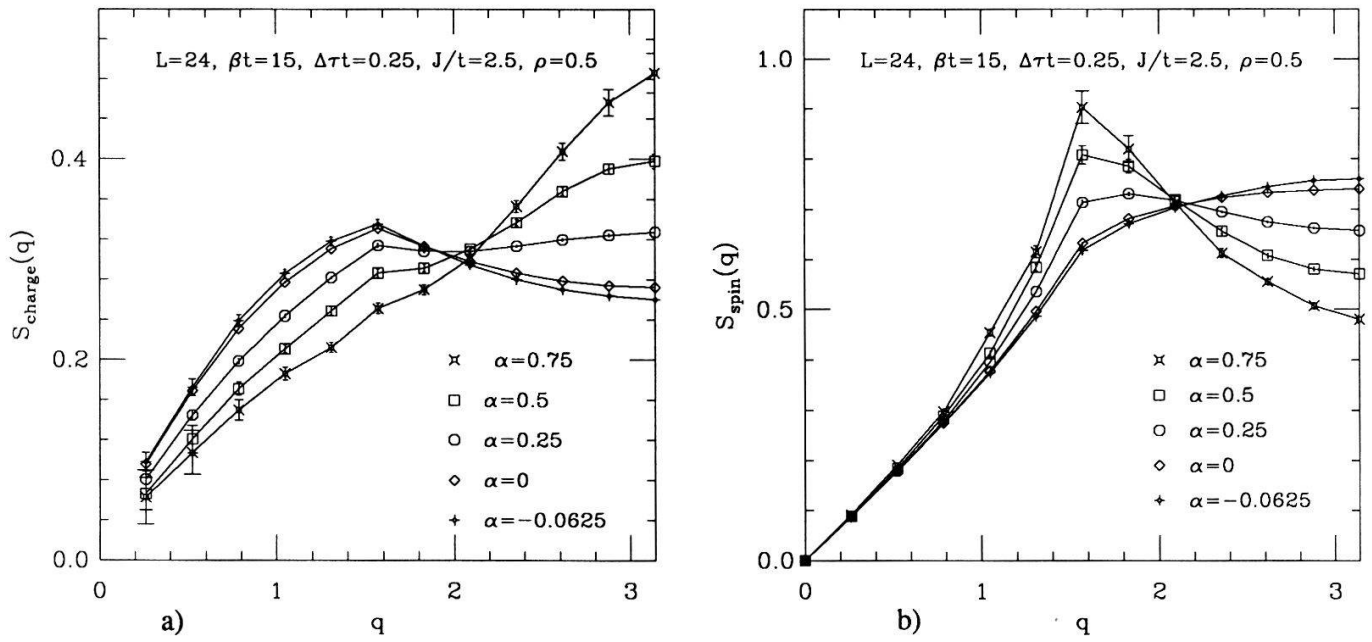 L=24, βt=15, Δτt=0.25, J/t=2.5, ρ=0.5
0.4
0.2
0.0
S_charge(q)
α=0.75
α=0.5
α=0.25
α=0
α=−0.0625
0
1
2
3
a)
q
L=24, βt=15, Δτt=0.25, J/t=2.5, ρ=0.5
1.0
0.5
0.0
S_spin(q)
α=0.75
α=0.5
α=0.25
α=0
α=−0.0625
0
1
2
3
b)
q